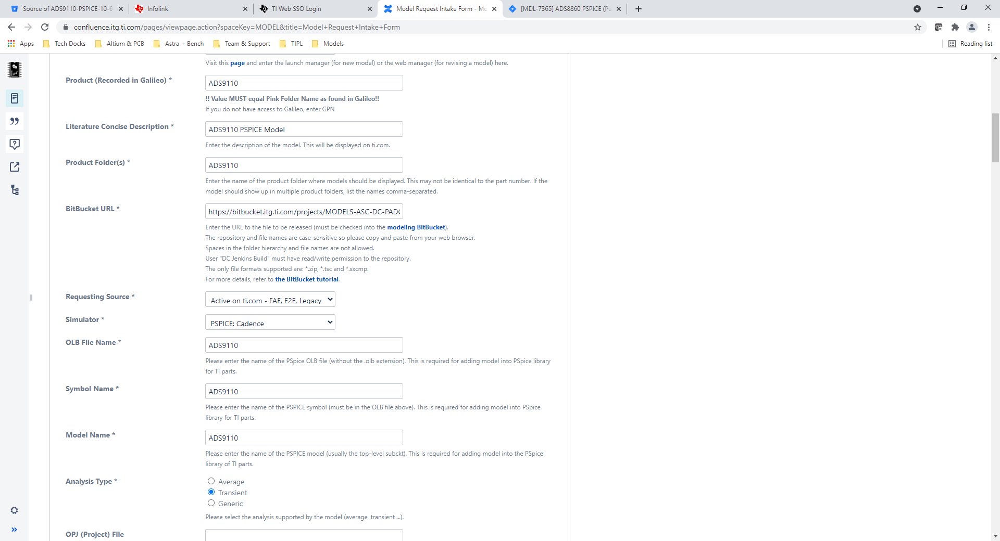 Source of ADS9110-PSPICE-10-6
Infolink
TI Web SSO Login
Model Request Intake Form - Mo
[MDL-7365] ADS8860 PSPICE (Pu
confluence.itg.ti.com/pages/viewpage.action?spaceKey=MODEL&title=Model+Request+Intake+Form
Apps
Tech Docks
Altium & PCB
Astra + Bench
Team & Support
TIPL
Models
Reading list
Visit this page and enter the launch manager (for new model) or the web manager (for revising a model) here.
Product (Recorded in Galileo) *
ADS9110
!! Value MUST equal Pink Folder Name as found in Galileo!!
If you do not have access to Galileo, enter GPN
Literature Concise Description *
ADS9110 PSPICE Model
Enter the description of the model. This will be displayed on ti.com.
Product Folder(s) *
ADS9110
Enter the name of the product folder where models should be displayed. This may not be identical to the part number. If the
model should show up in multiple product folders, list the names comma-separated.
BitBucket URL *
https://bitbucket.itg.ti.com/projects/MODELS-ASC-DC-PADC
Enter the URL to the file to be released (must be checked into the modeling BitBucket).
The repository and file names are case-sensitive so please copy and paste from your web browser.
Spaces in the folder hierarchy and file names are not allowed.
User "DC Jenkins Build" must have read/write permission to the repository.
The only file formats supported are: *.zip, *.tsc and *.sxcmp.
For more details, refer to the BitBucket tutorial.
Requesting Source *
Active on ti.com - FAE, E2E, Legacy
Simulator *
PSPICE: Cadence
OLB File Name *
ADS9110
Please enter the name of the PSpice OLB file (without the .olb extension). This is required for adding model into PSpice library
for TI parts.
Symbol Name *
ADS9110
Please enter the name of the PSPICE symbol (must be in the OLB file above). This is required for adding model into PSpice
library for TI parts.
Model Name *
ADS9110
Please enter the name of the PSPICE model (usually the top-level subckt). This is required for adding model into the PSpice
library of TI parts.
Analysis Type *
Average
Transient
Generic
Please select the analysis supported by the model (average, transient ...).
OPJ (Project) File